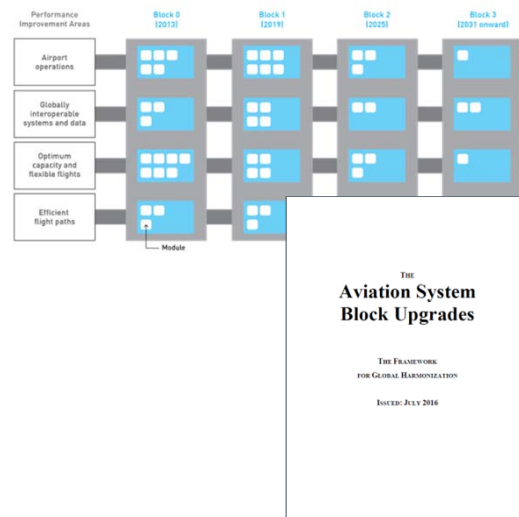 Performance
Improvement Areas
Block 0
(2013)
Block 1
(2019)
Block 2
(2025)
Block 3
(2031 onward)
Airport
operations
Globally
interoperable
systems and data
Optimum
capacity and
flexible flights
Efficient
flight paths
Module
THE
Aviation System
Block Upgrades
THE FRAMEWORK
FOR GLOBAL HARMONIZATION
ISSUED: JULY 2016